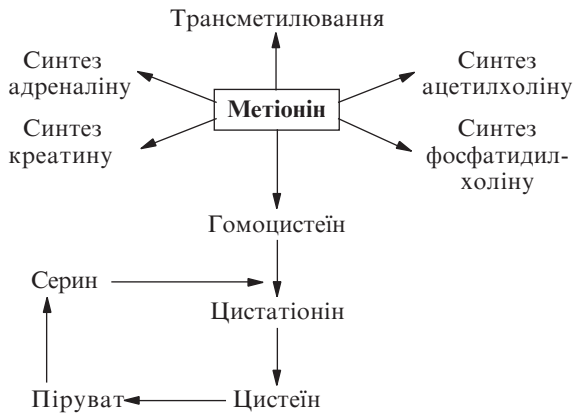 Трансметилювання
Синтез
адреналіну
Синтез
ацетилхоліну
Метіонін
Синтез
креатину
Синтез
фосфатидил-
холіну
Гомоцистеїн
Серин
Цистатіонін
Піруват
Цистеїн